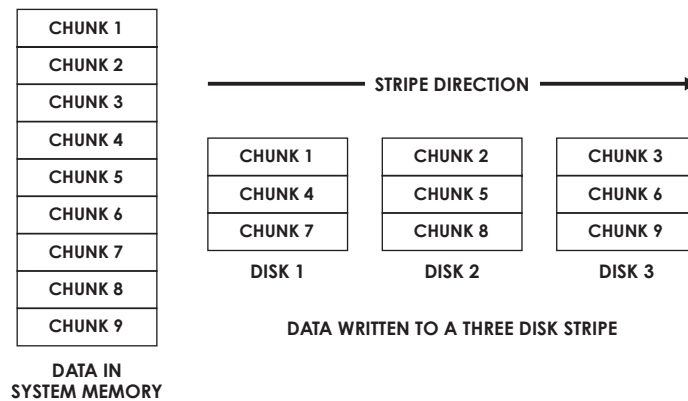 CHUNK 1
CHUNK 2
CHUNK 3
CHUNK 4
CHUNK 5
CHUNK 6
CHUNK 7
CHUNK 8
CHUNK 9
DATA IN
SYSTEM MEMORY
STRIPE DIRECTION
CHUNK 1
CHUNK 4
CHUNK 7
DISK 1
CHUNK 2
CHUNK 5
CHUNK 8
DISK 2
CHUNK 3
CHUNK 6
CHUNK 9
DISK 3
DATA WRITTEN TO A THREE DISK STRIPE